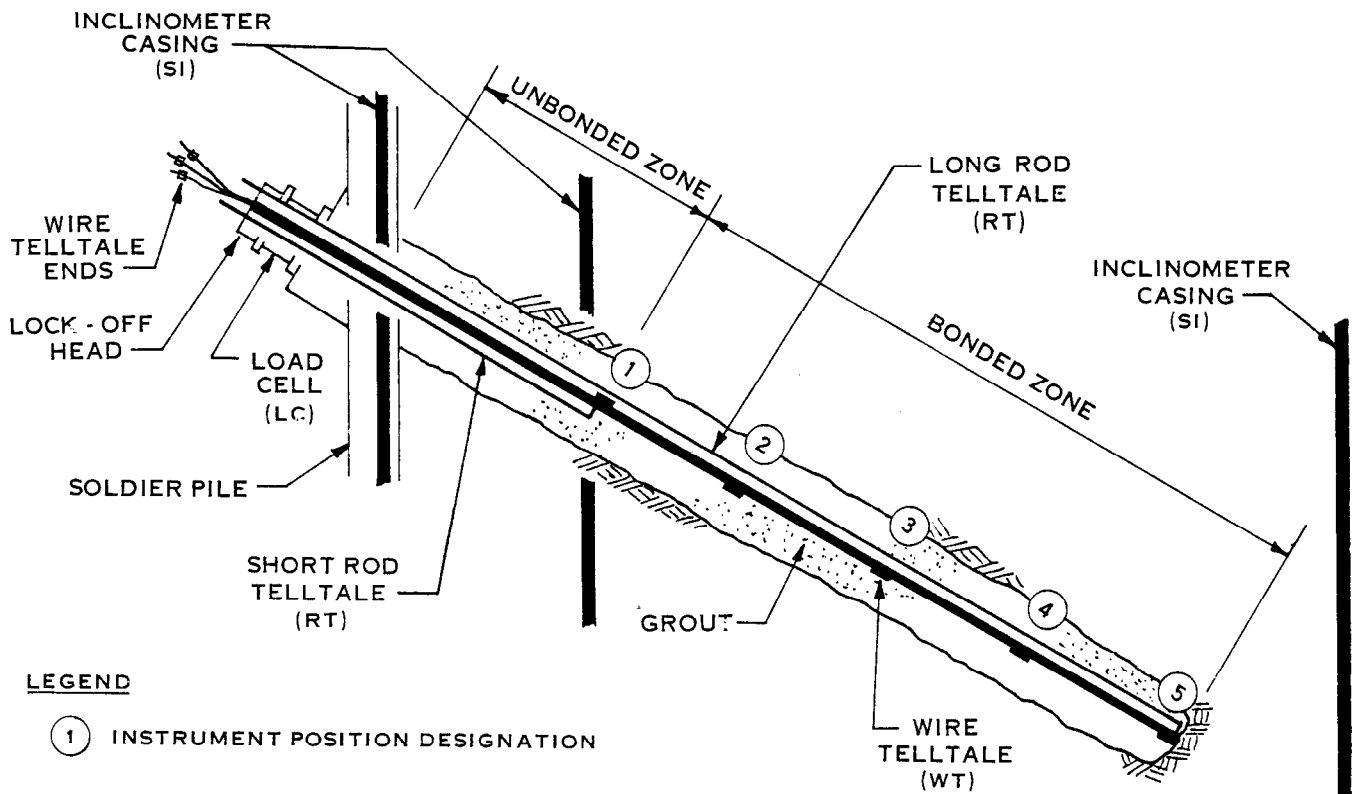 INCLINOMETER
CASING
(SI)
UNBONDED ZONE
LONG ROD
TELLTALE
(RT)
WIRE
TELLTALE
ENDS
INCLINOMETER
CASING
(SI)
LOCK-OFF
HEAD
LOAD
CELL
(LC)
BONDED ZONE
1
2
3
4
5
SOLDIER PILE
SHORT ROD
TELLTALE
(RT)
GROUT
WIRE
TELLTALE
(WT)
LEGEND
1 INSTRUMENT POSITION DESIGNATION